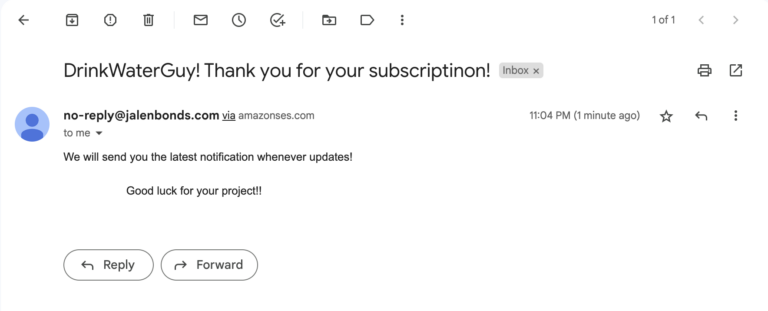 1 of 1
DrinkWaterGuy! Thank you for your subscriptinon! Inbox x
no-reply@jalenbonds.com via amazonses.com 11:04 PM (1 minute ago)
to me
We will send you the latest notification whenever updates!
Good luck for your project!!
Reply Forward